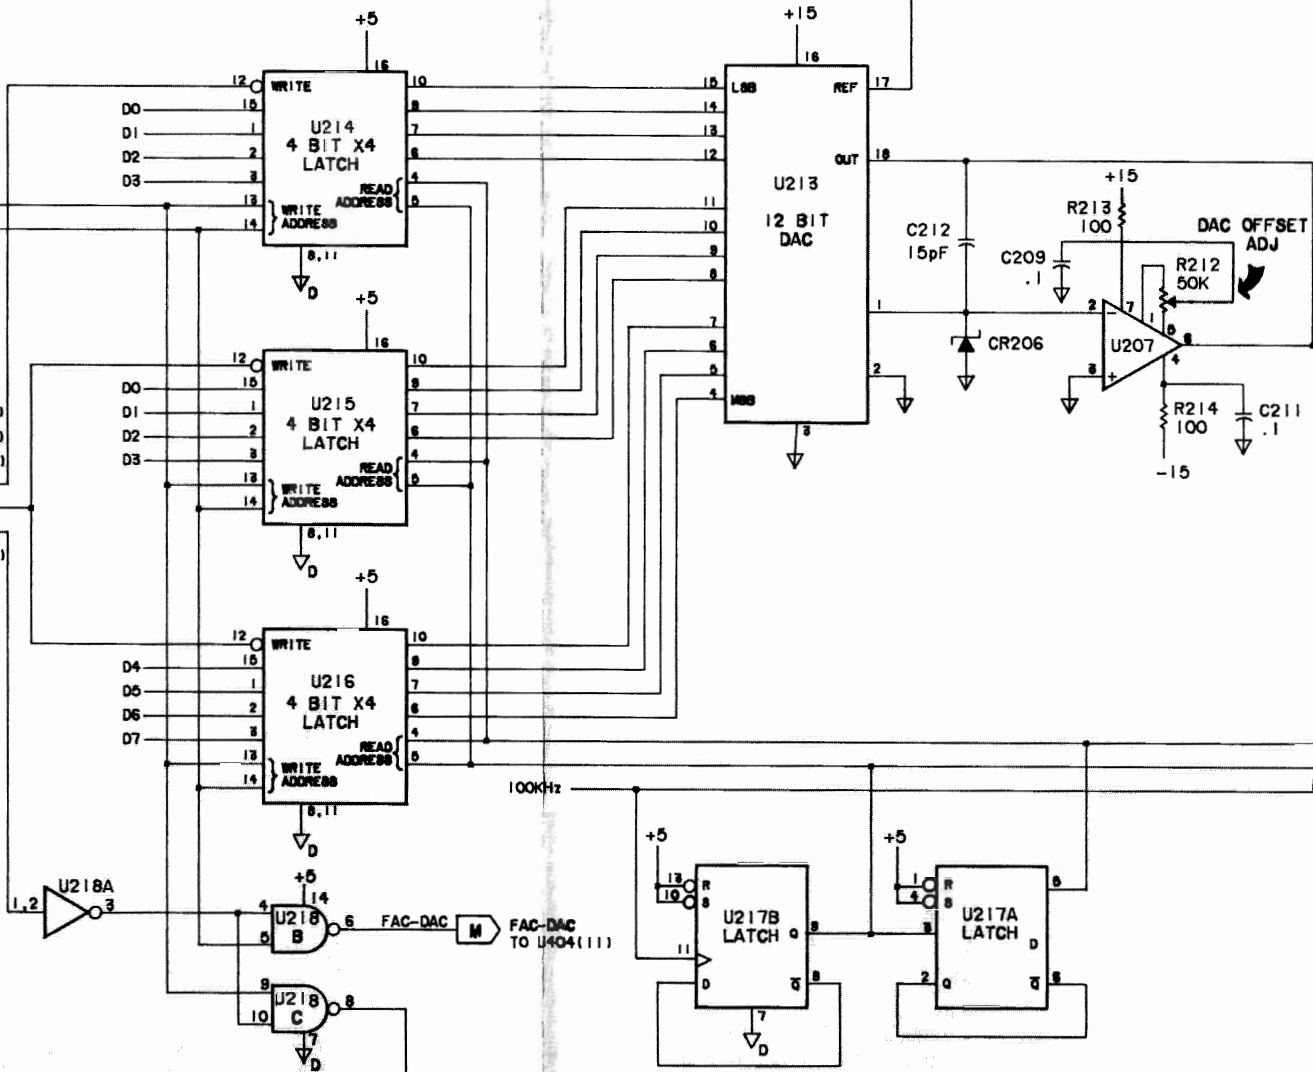 +5
+15
16
16
12
WRITE
10
15
LSB
REF
17
D0
15
9
14
D1
1
U214
7
13
D2
2
4 BIT X4
LATCH
6
12
OUT
18
D3
3
READ
ADDRESS
4
5
13
14
WRITE
ADDRESS
8,11
D
U213
12 BIT
DAC
11
10
9
8
C212
15pF
+15
R213
100
DAC OFFSET
ADJ
C209
.1
R212
50K
+5
16
12
WRITE
10
7
1
2
7
1
5
U207
6
3
4
CR206
D0
15
9
6
D1
1
U215
7
5
D2
2
4 BIT X4
LATCH
6
4
MSB
2
D3
3
READ
ADDRESS
4
5
3
R214
100
C211
.1
-15
13
14
WRITE
ADDRESS
8,11
D
+5
16
12
WRITE
10
D4
15
9
D5
1
U216
7
D6
2
4 BIT X4
LATCH
6
D7
3
READ
ADDRESS
4
5
13
14
WRITE
ADDRESS
8,11
D
100KHz
+5
+5
U218A
1,2
3
+5
14
4
5
U218
B
6
FAC-DAC
M
FAC-DAC
TO U404(11)
13
10
R
S
U217B
LATCH
Q
9
11
D
Q
8
7
D
1
4
R
S
5
U217A
LATCH
3
D
2
Q
Q
6
9
10
U218
C
8
7
D